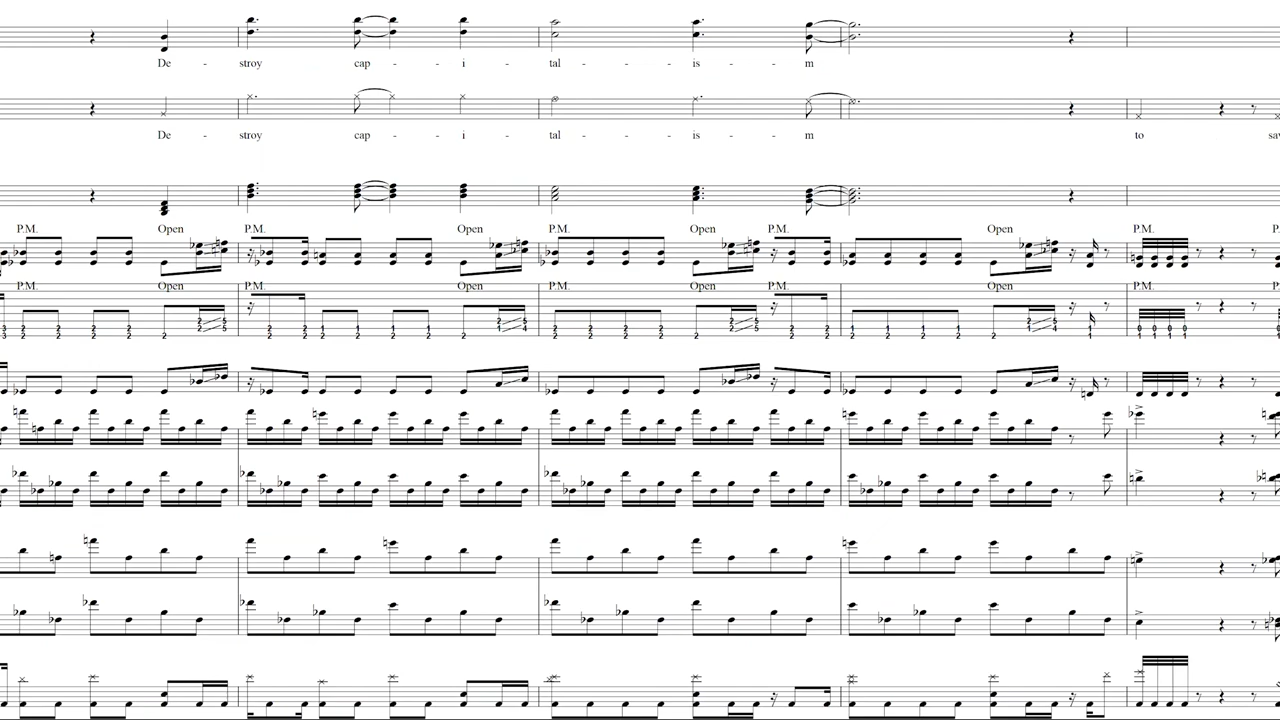 De - stroy cap - i - tal - is - m
De - stroy cap - i - tal - is - m to
P.M. Open P.M. Open P.M. Open P.M. Open P.M.
P.M. Open P.M. Open P.M. Open P.M. Open P.M.